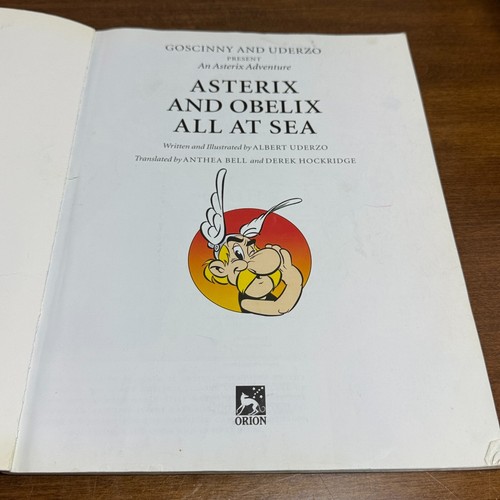 GOSCINNY AND UDERZO
PRESENT
An Asterix Adventure
ASTERIX
AND OBELIX
ALL AT SEA
Written and Illustrated by ALBERT UDERZO
Translated by ANTHEA BELL and DEREK HOCKRIDGE
ORION